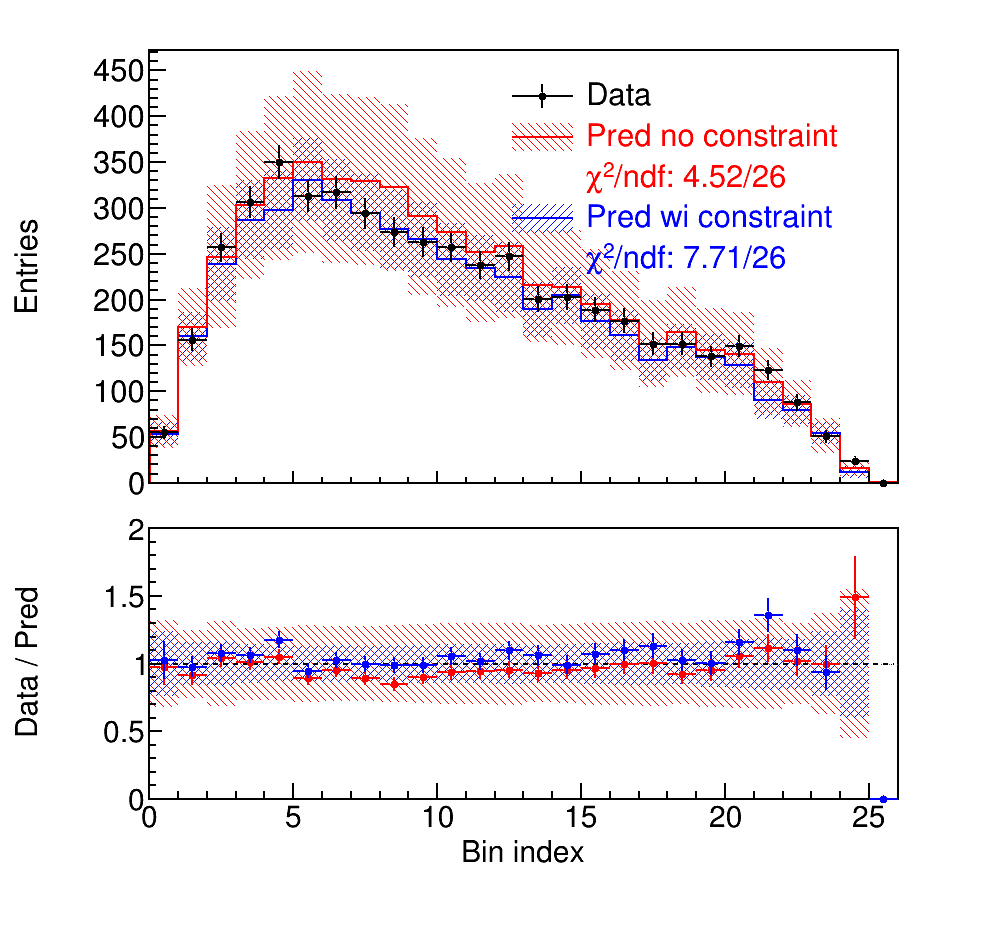 Entries
450
400
350
300
250
200
150
100
50
0
Data
Pred no constraint
χ²/ndf: 4.52/26
Pred wi constraint
χ²/ndf: 7.71/26
Data / Pred
2
1.5
1
0.5
0
0 5 10 15 20 25
Bin index